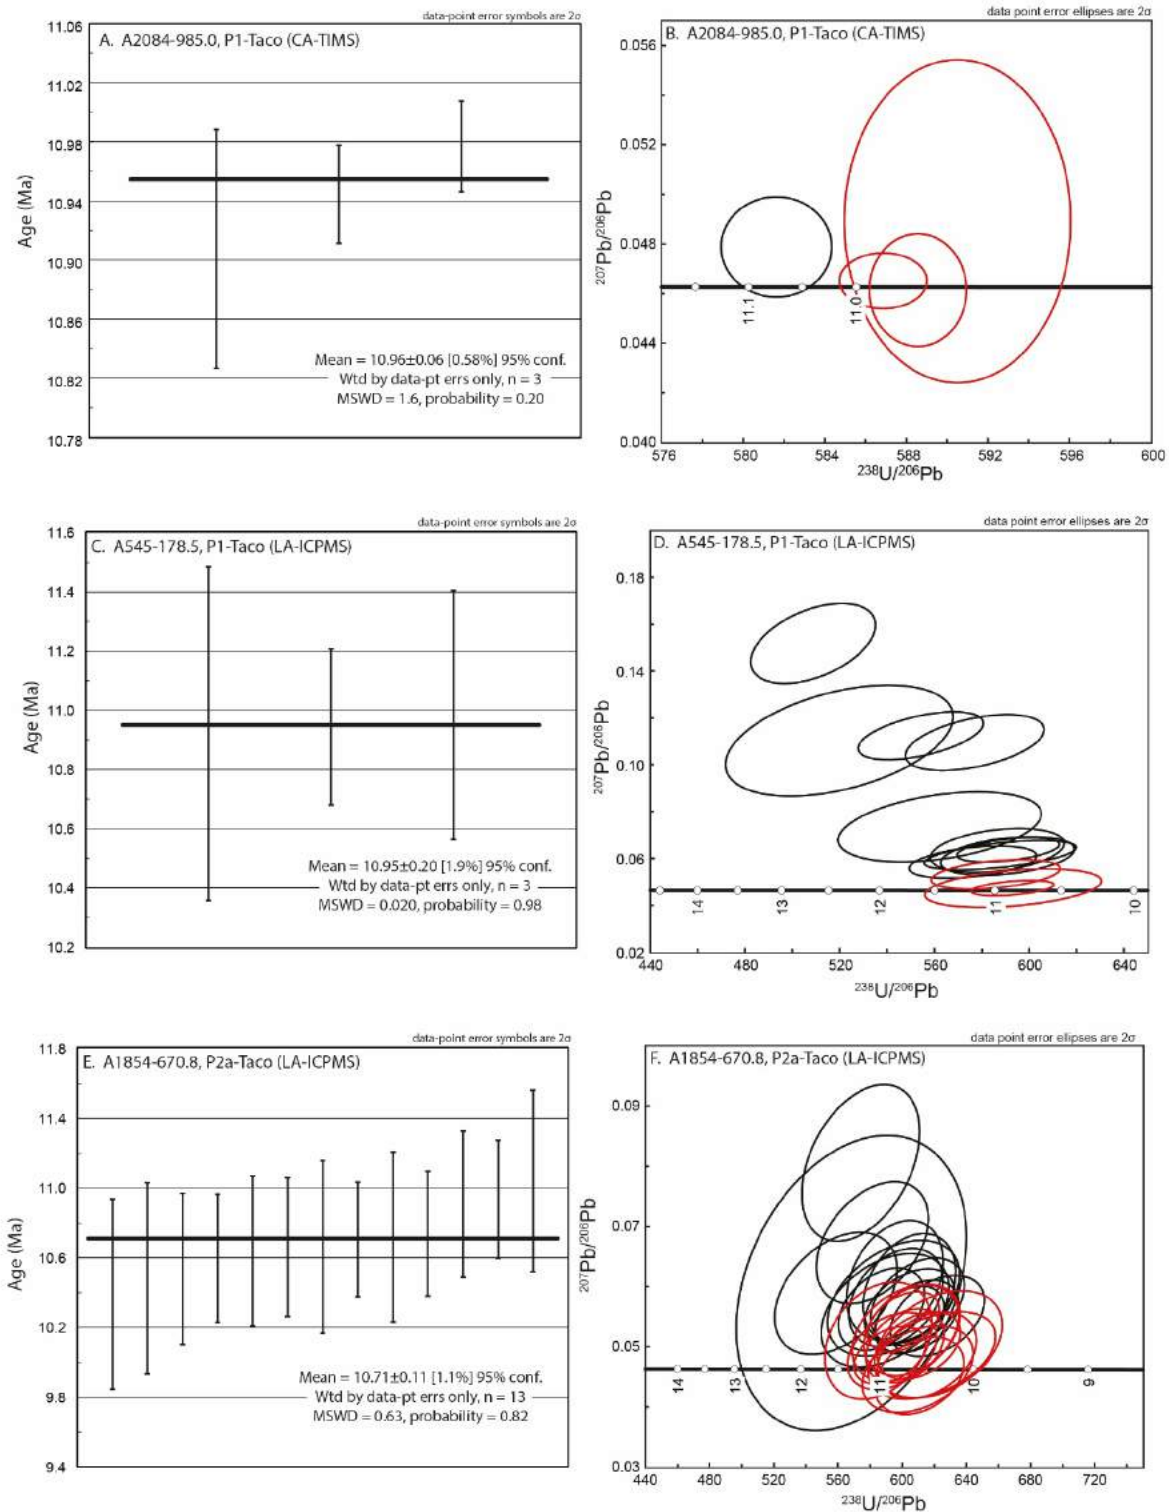 data-point error symbols are 2σ
A. A2084-985.0, P1-Taco (CA-TIMS)
11.06
11.02
10.98
10.94
10.90
10.86
10.82
10.78
Age (Ma)
Mean = 10.96±0.06 [0.58%] 95% conf.
Wtd by data-pt errs only, n = 3
MSWD = 1.6, probability = 0.20
data point error ellipses are 2σ
B. A2084-985.0, P1-Taco (CA-TIMS)
0.056
0.052
0.048
0.044
0.040
²⁰⁷Pb/²⁰⁶Pb
11.1
11.0
576 580 584 588 592 596 600
²³⁸U/²⁰⁶Pb
data-point error symbols are 2σ
C. A545-178.5, P1-Taco (LA-ICPMS)
11.6
11.4
11.2
11.0
10.8
10.6
10.4
10.2
Age (Ma)
Mean = 10.95±0.20 [1.9%] 95% conf.
Wtd by data-pt errs only, n = 3
MSWD = 0.020, probability = 0.98
data point error ellipses are 2σ
D. A545-178.5, P1-Taco (LA-ICPMS)
0.18
0.14
0.10
0.06
0.02
²⁰⁷Pb/²⁰⁶Pb
14 13 12 11 10
440 480 520 560 600 640
²³⁸U/²⁰⁶Pb
data-point error symbols are 2σ
E. A1854-670.8, P2a-Taco (LA-ICPMS)
11.8
11.4
11.0
10.6
10.2
9.8
9.4
Age (Ma)
Mean = 10.71±0.11 [1.1%] 95% conf.
Wtd by data-pt errs only, n = 13
MSWD = 0.63, probability = 0.82
data point error ellipses are 2σ
F. A1854-670.8, P2a-Taco (LA-ICPMS)
0.09
0.07
0.05
0.03
²⁰⁷Pb/²⁰⁶Pb
14 13 12 11 10 9
440 480 520 560 600 640 680 720
²³⁸U/²⁰⁶Pb